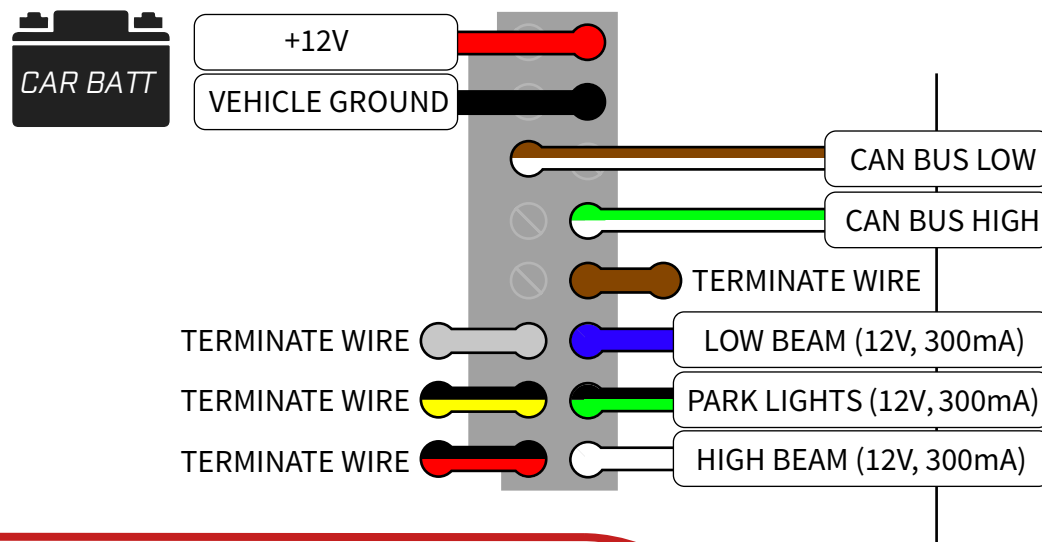 CAR BATT
+12V
VEHICLE GROUND
CAN BUS LOW
CAN BUS HIGH
TERMINATE WIRE
TERMINATE WIRE
LOW BEAM (12V, 300mA)
TERMINATE WIRE
PARK LIGHTS (12V, 300mA)
TERMINATE WIRE
HIGH BEAM (12V, 300mA)